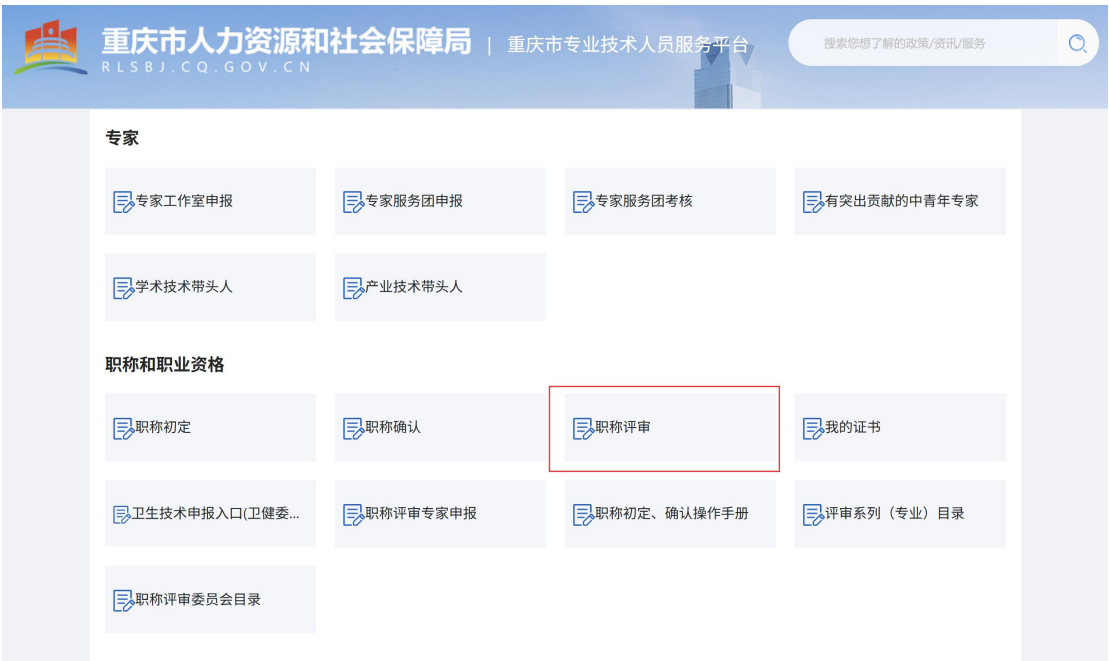 重庆市人力资源和社会保障局 | 重庆市专业技术人员服务平台 搜索您想了解的政策/资讯/服务
RLSBJ.CQ.GOV.CN
专家
专家工作室申报 专家服务团申报 专家服务团考核 有突出贡献的中青年专家
学术技术带头人 产业技术带头人
职称和职业资格
职称初定 职称确认 职称评审 我的证书
卫生技术申报入口(卫健委... 职称评审专家申报 职称初定、确认操作手册 评审系列（专业）目录
职称评审委员会目录